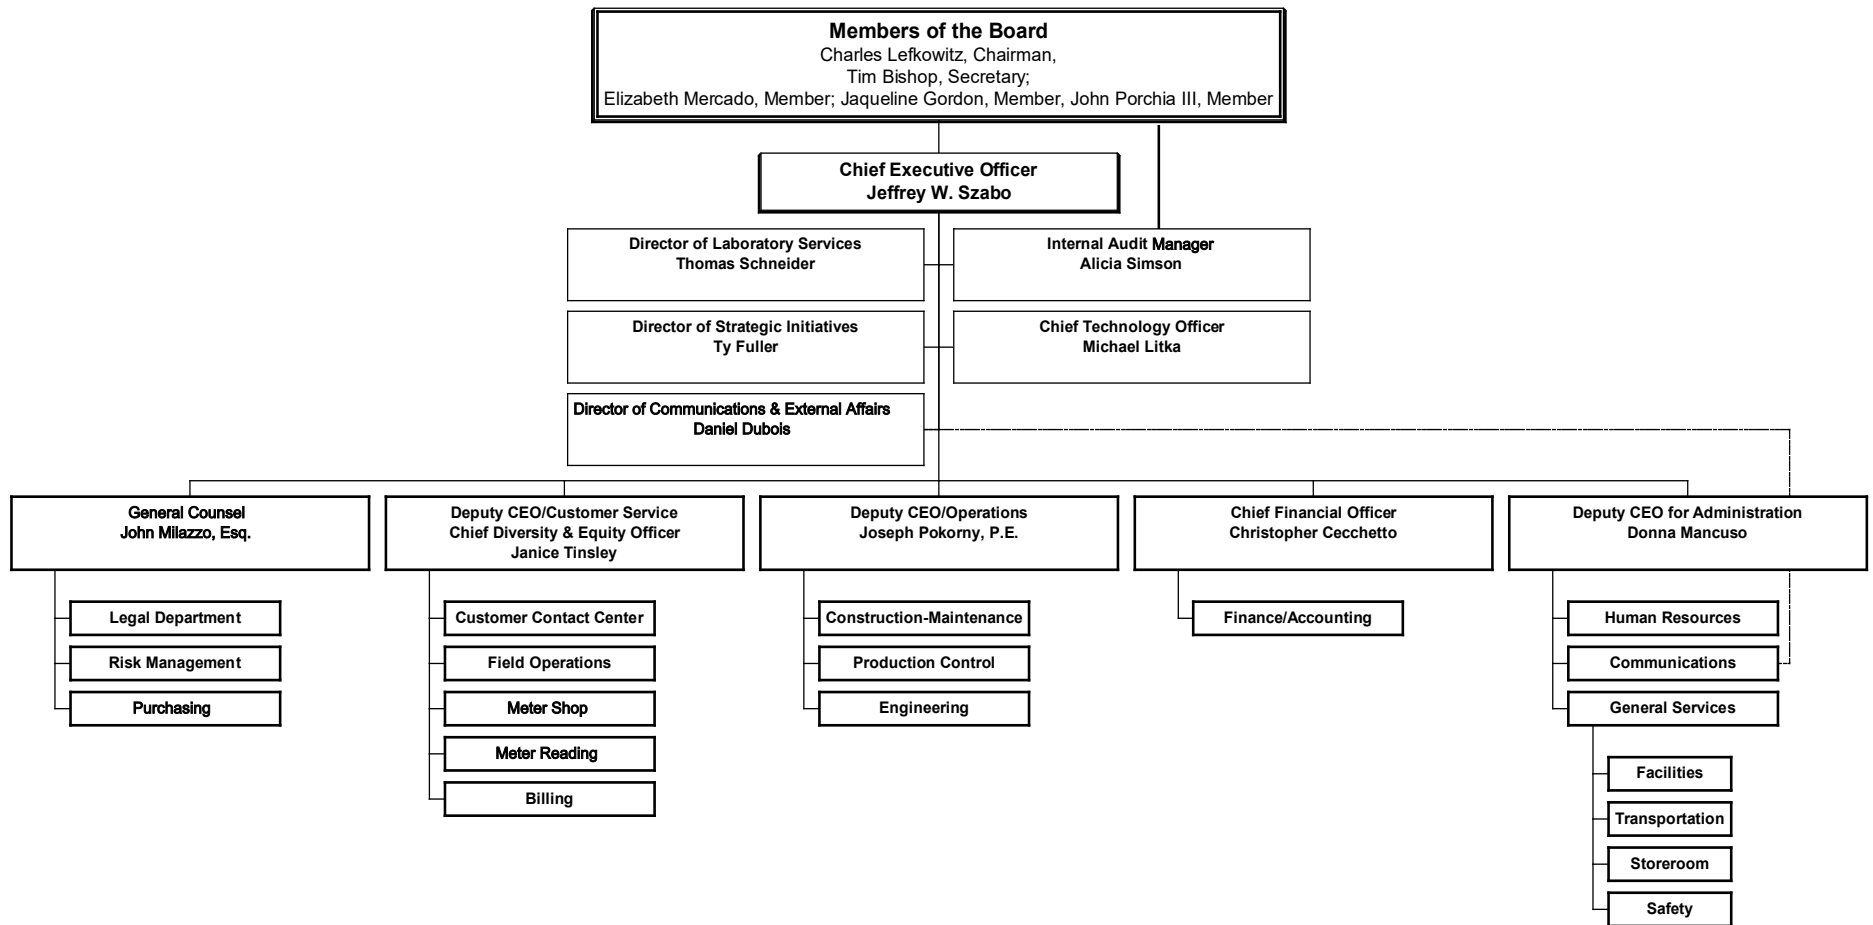 Members of the Board
Charles Lefkowitz, Chairman,
Tim Bishop, Secretary;
Elizabeth Mercado, Member; Jaqueline Gordon, Member, John Porchia III, Member
Chief Executive Officer
Jeffrey W. Szabo
Director of Laboratory Services
Thomas Schneider
Internal Audit Manager
Alicia Simson
Director of Strategic Initiatives
Ty Fuller
Chief Technology Officer
Michael Litka
Director of Communications & External Affairs
Daniel Dubois
General Counsel
John Milazzo, Esq.
Deputy CEO/Customer Service
Chief Diversity & Equity Officer
Janice Tinsley
Deputy CEO/Operations
Joseph Pokorny, P.E.
Chief Financial Officer
Christopher Cecchetto
Deputy CEO for Administration
Donna Mancuso
Legal Department
Risk Management
Purchasing
Customer Contact Center
Field Operations
Meter Shop
Meter Reading
Billing
Construction-Maintenance
Production Control
Engineering
Finance/Accounting
Human Resources
Communications
General Services
Facilities
Transportation
Storeroom
Safety